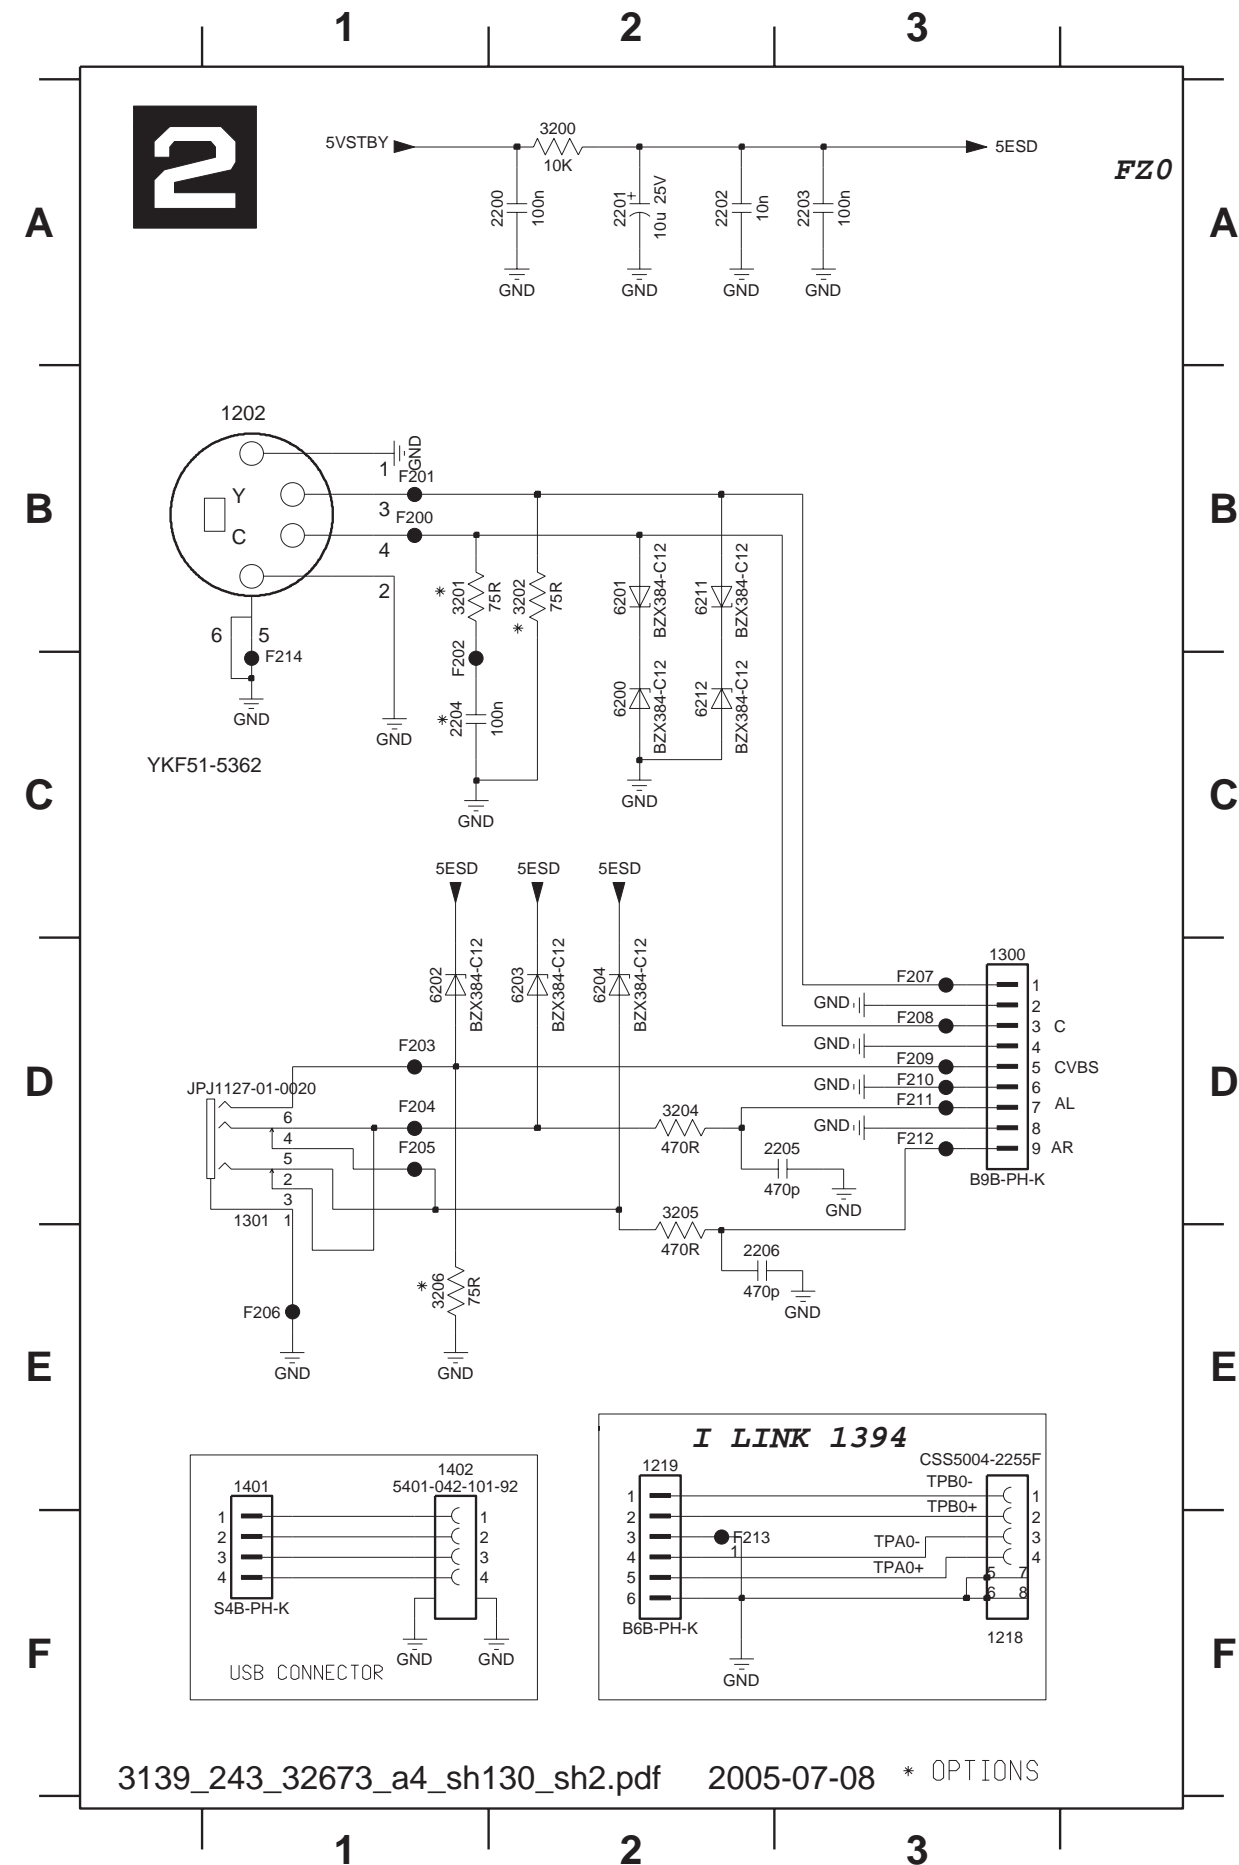 1 2 3
2
5VSTBY
3200
10K
5ESD
FZ0
A A
2200
100n
2201
+
10u 25V
2202
10n
2203
100n
GND GND GND GND
1202
B B
Y
C
1
GND
F201
3
F200
4
2
6 5
F214
GND
GND
YKF51-5362
* 3201
75R
* 3202
75R
F202
* 2204
100n
GND
6201
BZX384-C12
6211
BZX384-C12
6200
BZX384-C12
6212
BZX384-C12
GND
C C
5ESD 5ESD 5ESD
6202
BZX384-C12
6203
BZX384-C12
6204
BZX384-C12
1300
F207
1
GND
2
F208
3 C
GND
4
F209
5 CVBS
GND
F210
6
F211
7 AL
GND
8
F212
9 AR
B9B-PH-K
D D
F203
JPJ1127-01-0020
6
F204
4
F205
5
2
3
1301 1
3204
470R
2205
470p
GND
3205
470R
2206
470p
GND
* 3206
75R
F206
GND GND
E E
I LINK 1394
1401
1402
5401-042-101-92
1 1
2 2
3 3
4 4
S4B-PH-K
GND GND
USB CONNECTOR
1219
CSS5004-2255F
TPB0-
1 1
TPB0+
2 2
3
F213
1
TPA0-
3
4 4
TPA0+
5
5 7
6
6 8
B6B-PH-K
1218
GND
F F
3139_243_32673_a4_sh130_sh2.pdf 2005-07-08 * OPTIONS
1 2 3